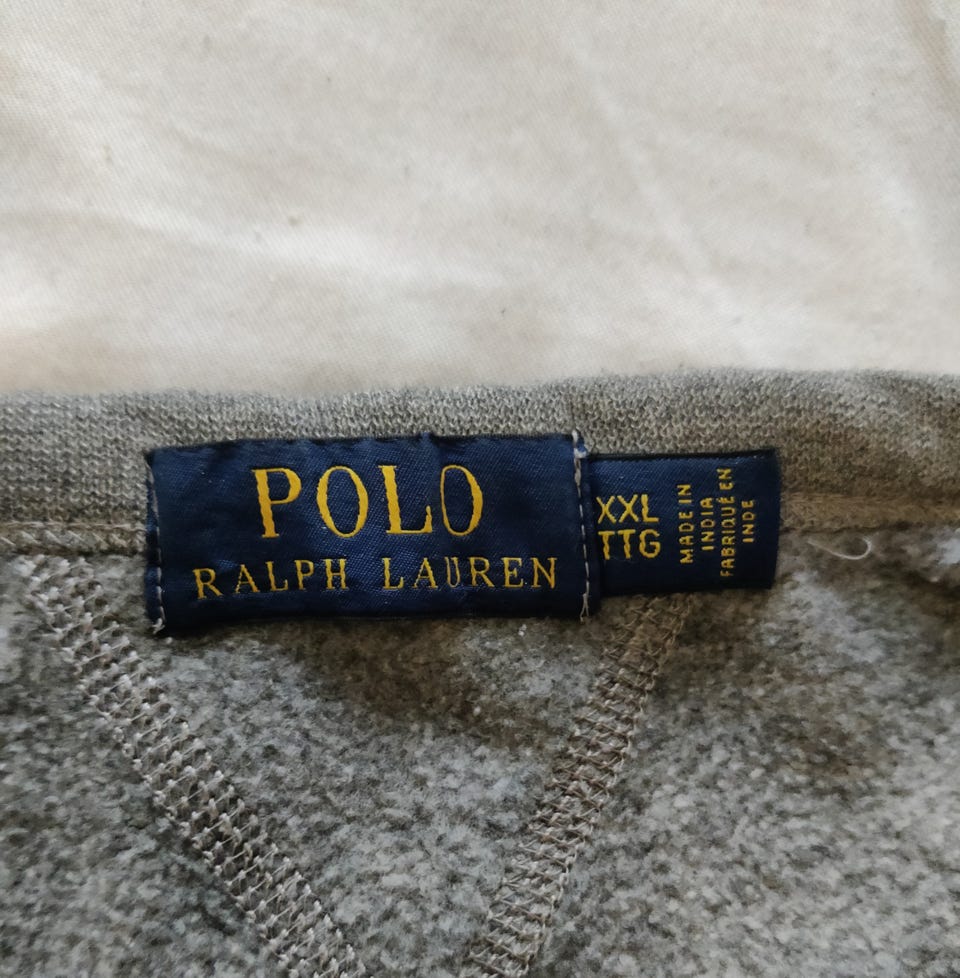 POLO
RALPH LAUREN
XXL
TTG
MADE IN
INDIA
FABRIQUÉ EN
INDE